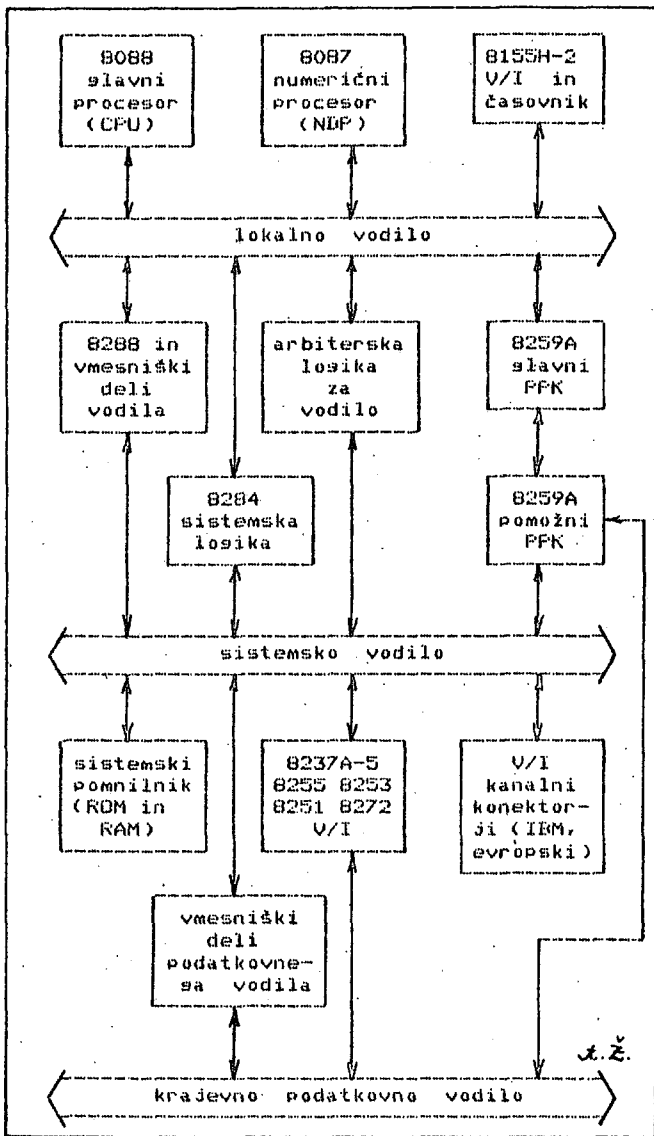 8088
glavni
procesor
(CPU)
8087
numerični
procesor
(NDP)
8155H-2
V/I in
časovnik
lokalno vodilo
8288 in
vmesniški
deli
vodila
arbiterska
logika
za
vodilo
8259A
glavni
PPK
8284
sistemska
logika
8259A
pomožni
PPK
sistemsko vodilo
sistemski
pomnilnik
(ROM in
RAM)
8237A-5
8255 8253
8251 8272
V/I
V/I
kanalni
konektor-
ji (IBM,
evropski)
vmesniški
deli
podatkovne-
ga vodila
t.Ž.
krajevno podatkovno vodilo